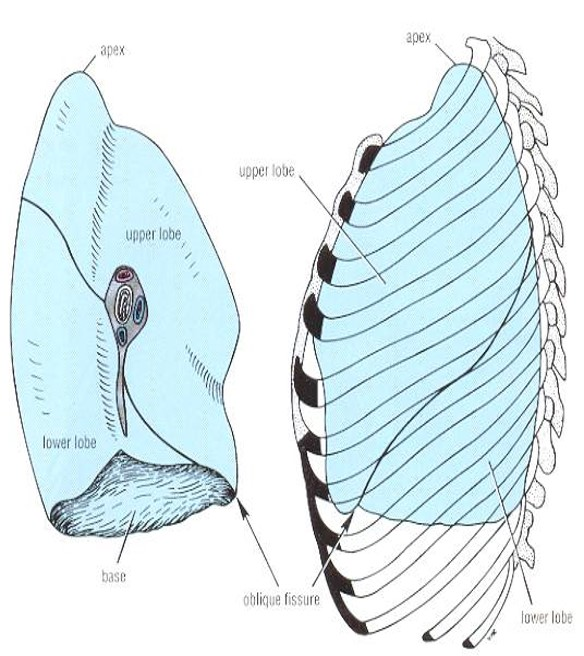 apex
upper lobe
lower lobe
base
apex
upper lobe
oblique fissure
lower lobe